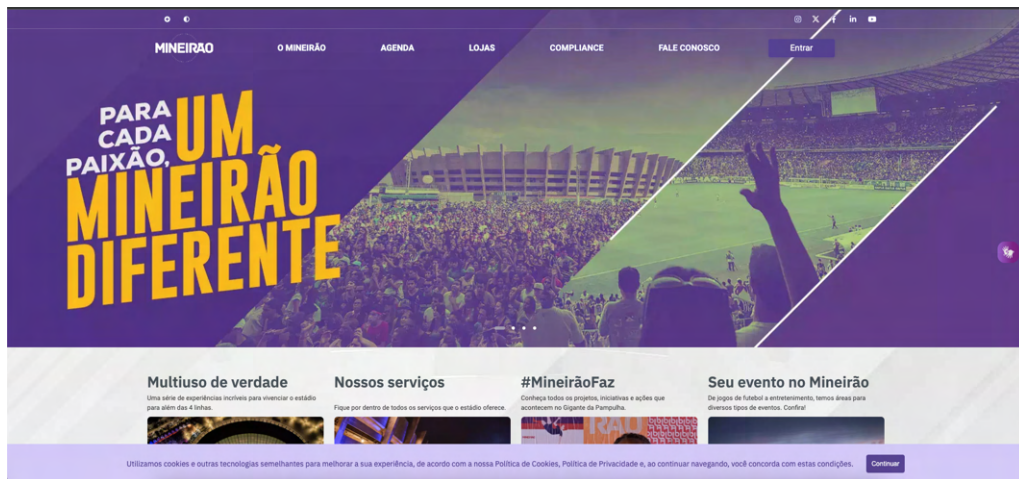 MINEIRÃO
O MINEIRÃO
AGENDA
LOJAS
COMPLIANCE
FALE CONOSCO
Entrar
PARA
CADA
PAIXÃO,
UM
MINEIRÃO
DIFERENTE
Multiuso de verdade
Uma série de experiências incríveis para vivenciar o estádio
para além das 4 linhas.
Nossos serviços
Fique por dentro de todos os serviços que o estádio oferece.
#MineirãoFaz
Conheça todos os projetos, iniciativas e ações que
acontecem no Gigante da Pampulha.
Seu evento no Mineirão
De jogos de futebol a entretenimento, temos áreas para
diversos tipos de eventos. Confira!
Utilizamos cookies e outras tecnologias semelhantes para melhorar a sua experiência, de acordo com a nossa Política de Cookies, Política de Privacidade e, ao continuar navegando, você concorda com estas condições.
Continuar